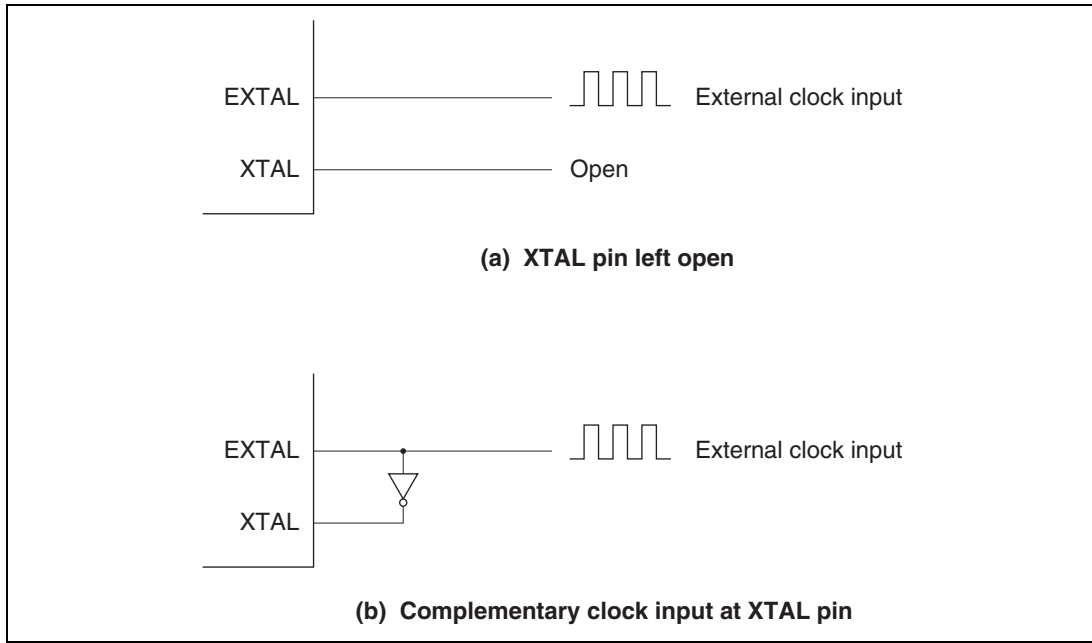 EXTAL External clock input
XTAL Open
(a) XTAL pin left open
EXTAL External clock input
XTAL
(b) Complementary clock input at XTAL pin